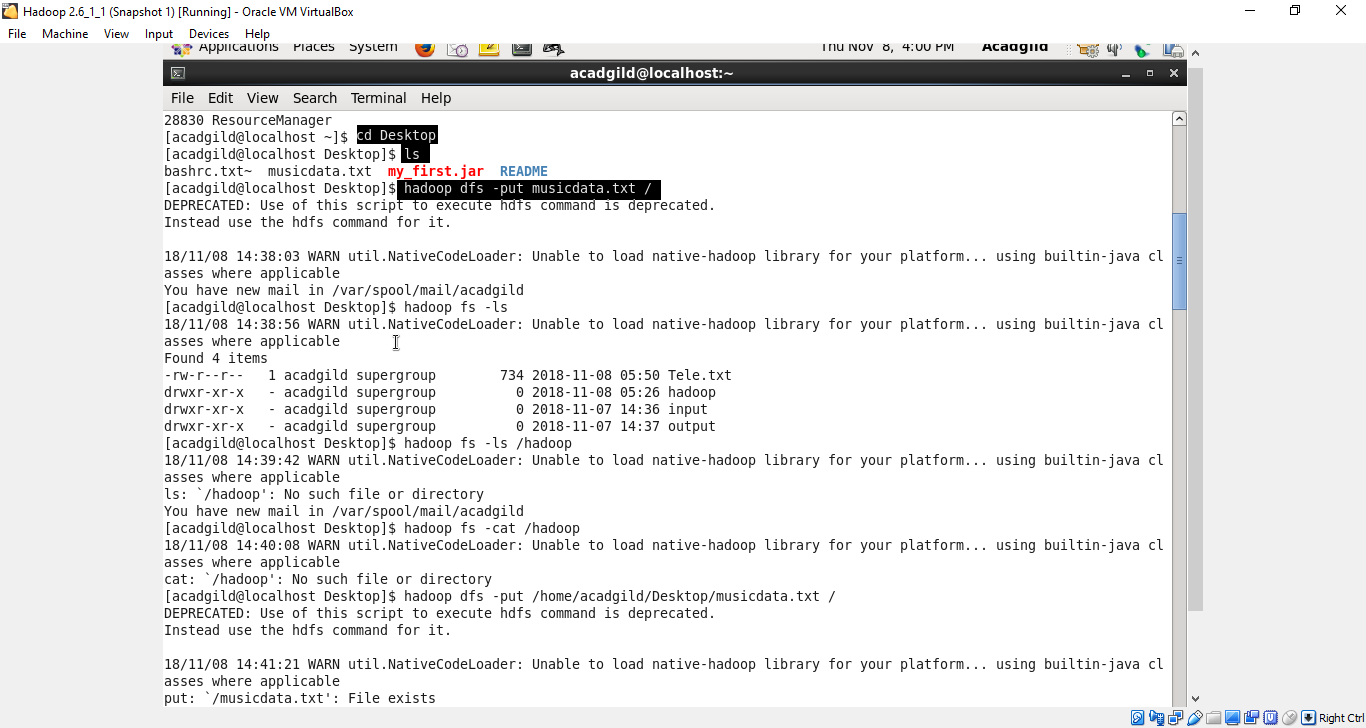 Hadoop 2.6_1_1 (Snapshot 1) [Running] - Oracle VM VirtualBox
File Machine View Input Devices Help
Applications Places System Thu Nov 8, 4:00 PM Acadgild
acadgild@localhost:~
File Edit View Search Terminal Help
28830 ResourceManager
[acadgild@localhost ~]$ cd Desktop
[acadgild@localhost Desktop]$ ls
bashrc.txt~  musicdata.txt  my_first.jar  README
[acadgild@localhost Desktop]$ hadoop dfs -put musicdata.txt /
DEPRECATED: Use of this script to execute hdfs command is deprecated.
Instead use the hdfs command for it.

18/11/08 14:38:03 WARN util.NativeCodeLoader: Unable to load native-hadoop library for your platform... using builtin-java cl
asses where applicable
You have new mail in /var/spool/mail/acadgild
[acadgild@localhost Desktop]$ hadoop fs -ls
18/11/08 14:38:56 WARN util.NativeCodeLoader: Unable to load native-hadoop library for your platform... using builtin-java cl
asses where applicable
Found 4 items
-rw-r--r--   1 acadgild supergroup        734 2018-11-08 05:50 Tele.txt
drwxr-xr-x   - acadgild supergroup          0 2018-11-08 05:26 hadoop
drwxr-xr-x   - acadgild supergroup          0 2018-11-07 14:36 input
drwxr-xr-x   - acadgild supergroup          0 2018-11-07 14:37 output
[acadgild@localhost Desktop]$ hadoop fs -ls /hadoop
18/11/08 14:39:42 WARN util.NativeCodeLoader: Unable to load native-hadoop library for your platform... using builtin-java cl
asses where applicable
ls: `/hadoop': No such file or directory
You have new mail in /var/spool/mail/acadgild
[acadgild@localhost Desktop]$ hadoop fs -cat /hadoop
18/11/08 14:40:08 WARN util.NativeCodeLoader: Unable to load native-hadoop library for your platform... using builtin-java cl
asses where applicable
cat: `/hadoop': No such file or directory
[acadgild@localhost Desktop]$ hadoop dfs -put /home/acadgild/Desktop/musicdata.txt /
DEPRECATED: Use of this script to execute hdfs command is deprecated.
Instead use the hdfs command for it.

18/11/08 14:41:21 WARN util.NativeCodeLoader: Unable to load native-hadoop library for your platform... using builtin-java cl
asses where applicable
put: `/musicdata.txt': File exists
Right Ctrl